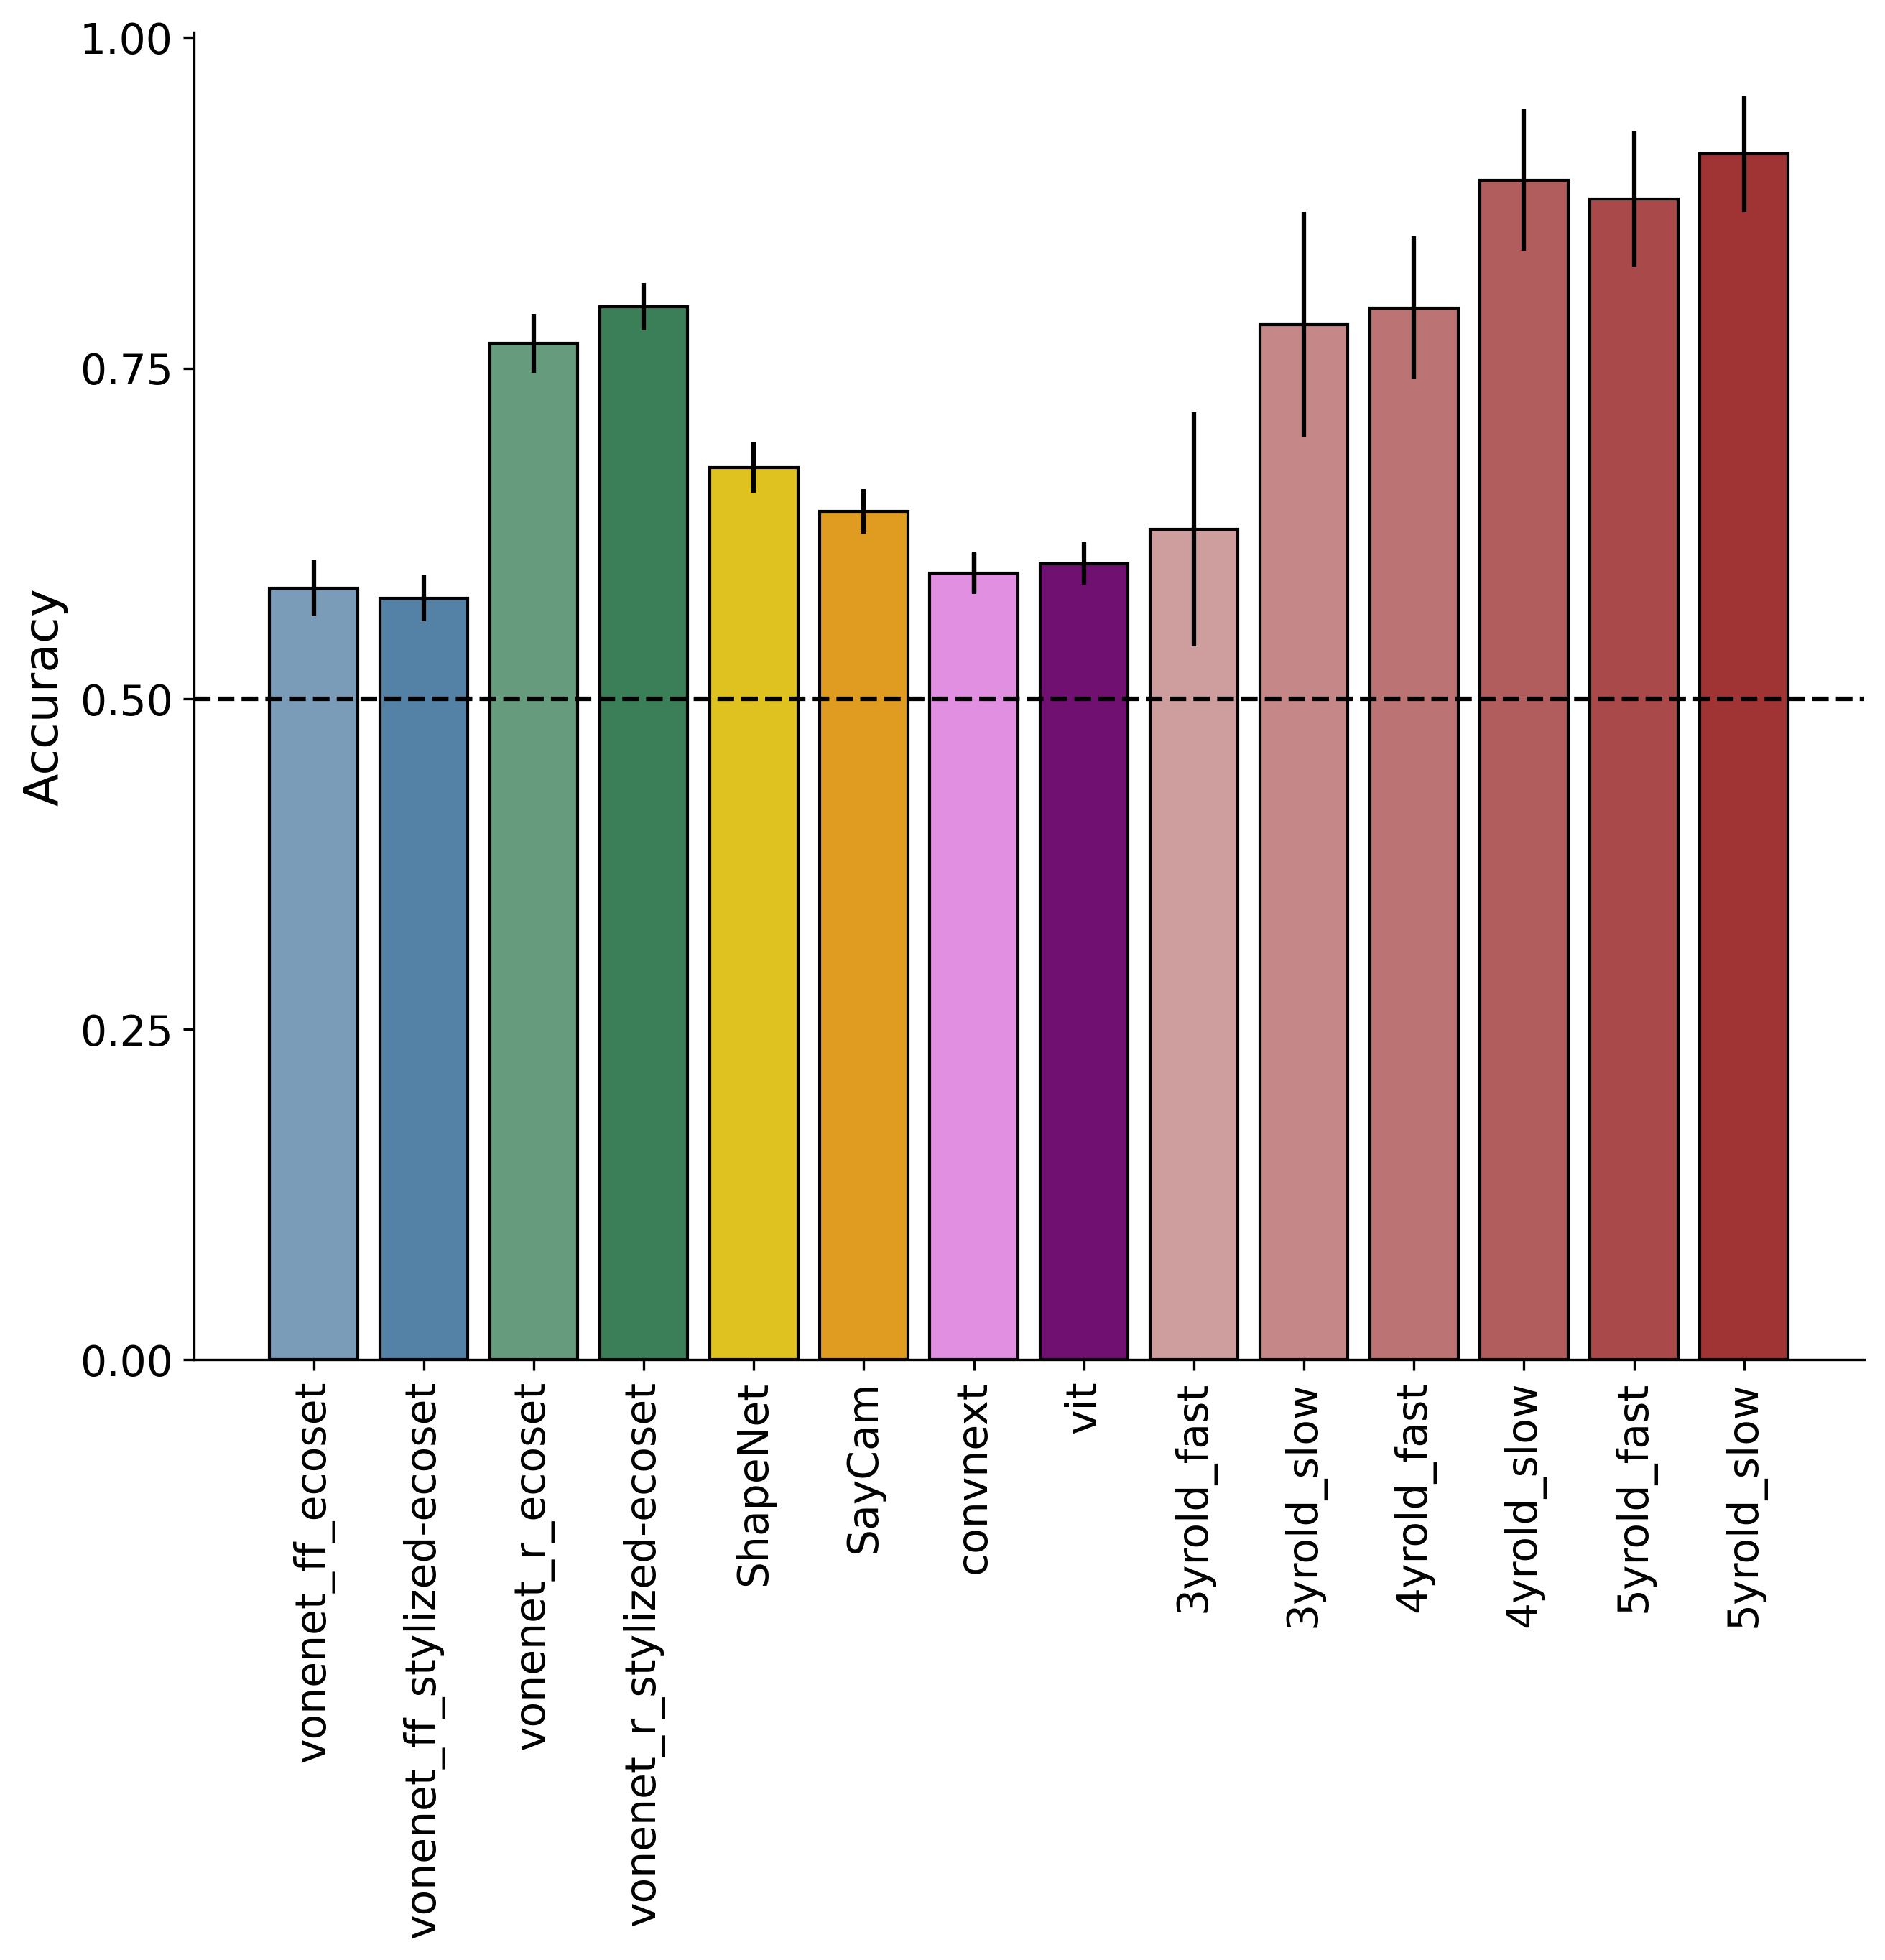 1.00
0.75
0.50
0.25
0.00
Accuracy
vonenet_ff_ecoset
vonenet_ff_stylized-ecoset
vonenet_r_ecoset
vonenet_r_stylized-ecoset
ShapeNet
SayCam
convnext
vit
3yrold_fast
3yrold_slow
4yrold_fast
4yrold_slow
5yrold_fast
5yrold_slow